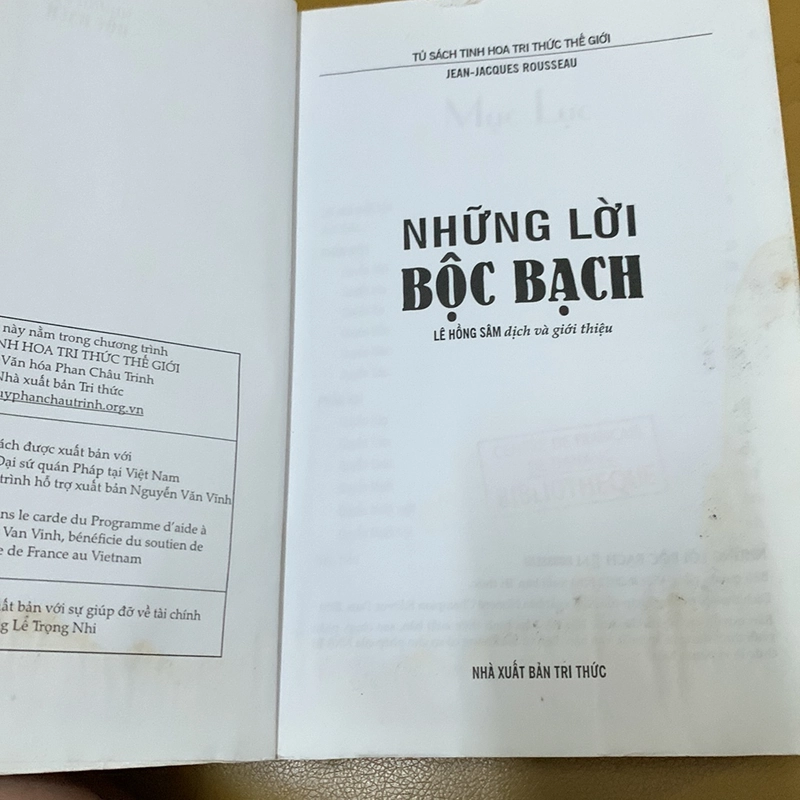 này nằm trong chương trình
NH HOA TRI THỨC THẾ GIỚI
Văn hóa Phan Châu Trinh
Nhà xuất bản Tri thức
uyphanchautrinh.org.vn
ách được xuất bản với
Đại sứ quán Pháp tại Việt Nam
trình hỗ trợ xuất bản Nguyễn Văn Vĩnh
ns le carde du Programme d'aide à
Van Vinh, bénéficie du soutien de
e de France au Vietnam
ất bản với sự giúp đỡ về tài chính
g Lê Trọng Nhi
TỦ SÁCH TINH HOA TRI THỨC THẾ GIỚI
JEAN-JACQUES ROUSSEAU
Mục Lục
NHỮNG LỜI
BỘC BẠCH
LÊ HỒNG SÂM dịch và giới thiệu
BIBLIOTHEQUE
NHÀ XUẤT BẢN TRI THỨC